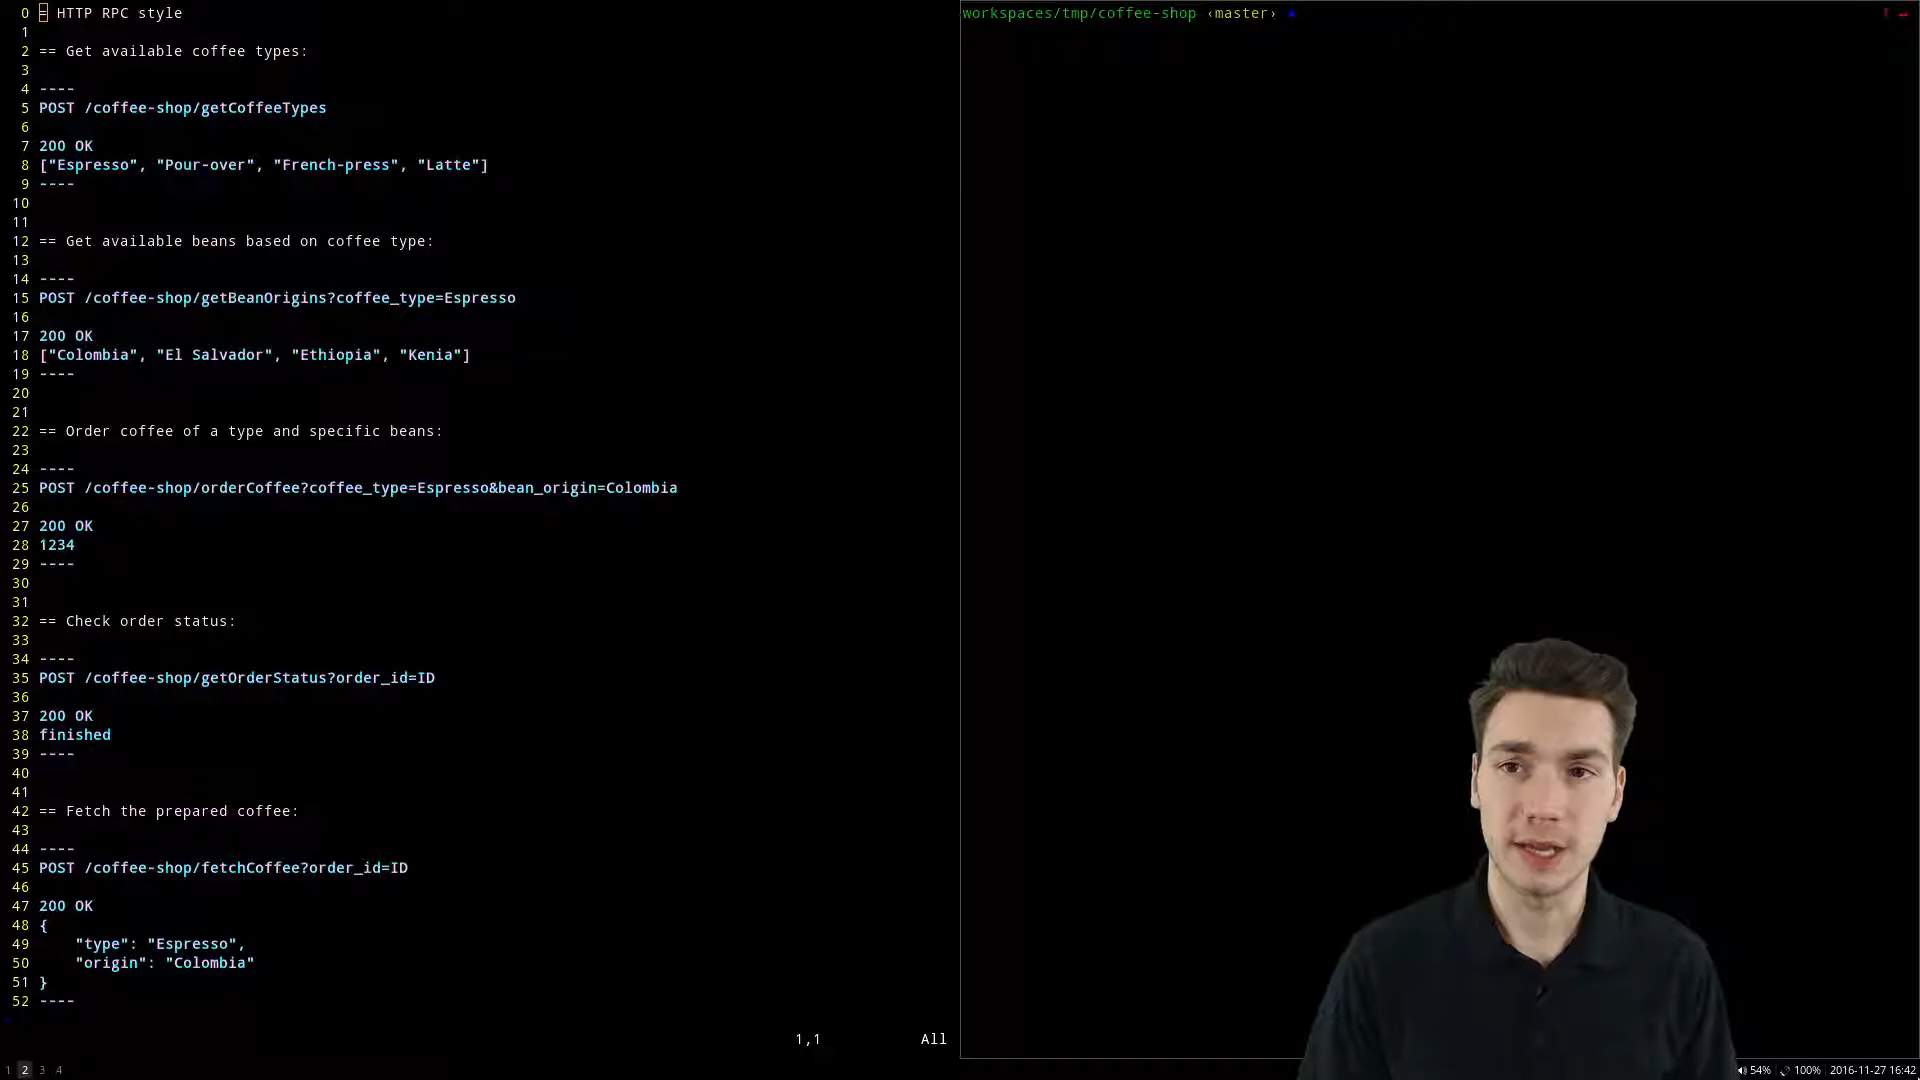 0 = HTTP RPC style
1
2 == Get available coffee types:
3
4 ----
5 POST /coffee-shop/getCoffeeTypes
6
7 200 OK
8 ["Espresso", "Pour-over", "French-press", "Latte"]
9 ----
10
11
12 == Get available beans based on coffee type:
13
14 ----
15 POST /coffee-shop/getBeanOrigins?coffee_type=Espresso
16
17 200 OK
18 ["Colombia", "El Salvador", "Ethiopia", "Kenia"]
19 ----
20
21
22 == Order coffee of a type and specific beans:
23
24 ----
25 POST /coffee-shop/orderCoffee?coffee_type=Espresso&bean_origin=Colombia
26
27 200 OK
28 1234
29 ----
30
31
32 == Check order status:
33
34 ----
35 POST /coffee-shop/getOrderStatus?order_id=ID
36
37 200 OK
38 finished
39 ----
40
41
42 == Fetch the prepared coffee:
43
44 ----
45 POST /coffee-shop/fetchCoffee?order_id=ID
46
47 200 OK
48 {
49     "type": "Espresso",
50     "origin": "Colombia"
51 }
52 ----
1,1 All
workspaces/tmp/coffee-shop ‹master›
1 2 3 4
54% 100% 2016-11-27 16:42